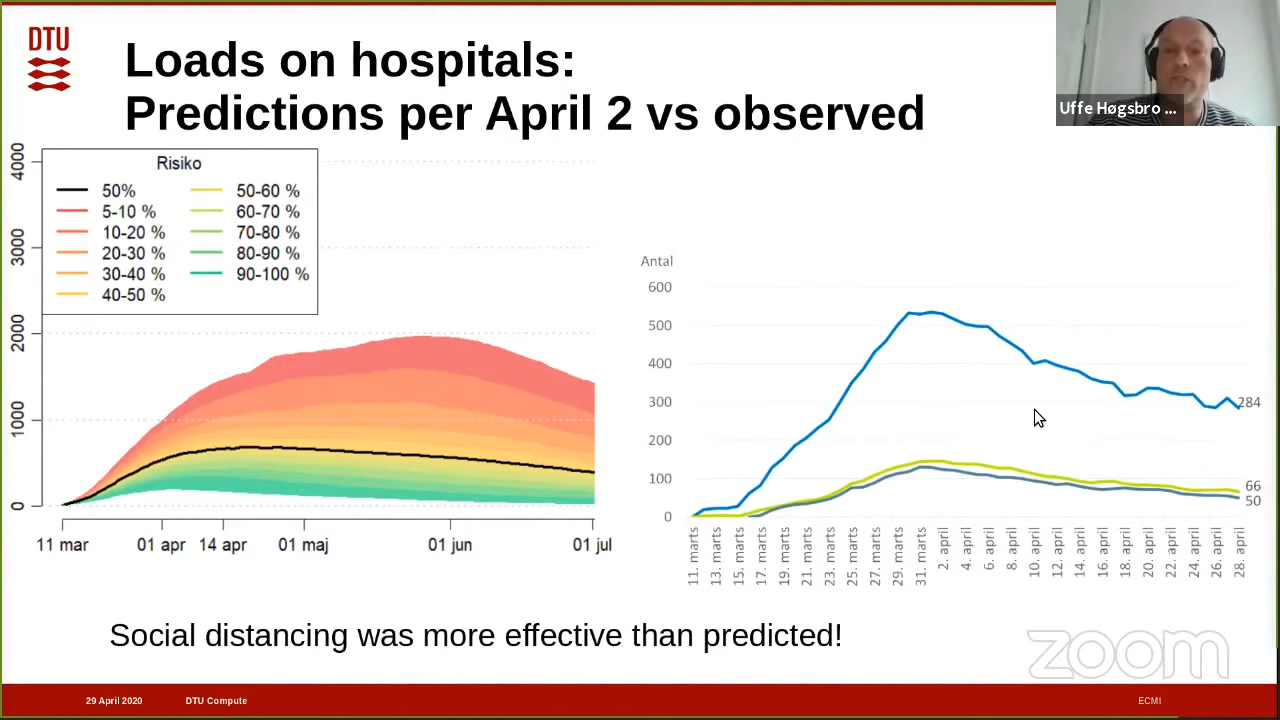 DTU
Loads on hospitals:
Predictions per April 2 vs observed
Uffe Høgsbro ...
Risiko
50%
5-10 %
10-20 %
20-30 %
30-40 %
40-50 %
50-60 %
60-70 %
70-80 %
80-90 %
90-100 %
4000
3000
2000
1000
0
11 mar
01 apr
14 apr
01 maj
01 jun
01 jul
Antal
600
500
400
300
200
100
0
284
66
50
11. marts
13. marts
15. marts
17. marts
19. marts
21. marts
23. marts
25. marts
27. marts
29. marts
31. marts
2. april
4. april
6. april
8. april
10. april
12. april
14. april
16. april
18. april
20. april
22. april
24. april
26. april
28. april
Social distancing was more effective than predicted!
zoom
29 April 2020
DTU Compute
ECMI